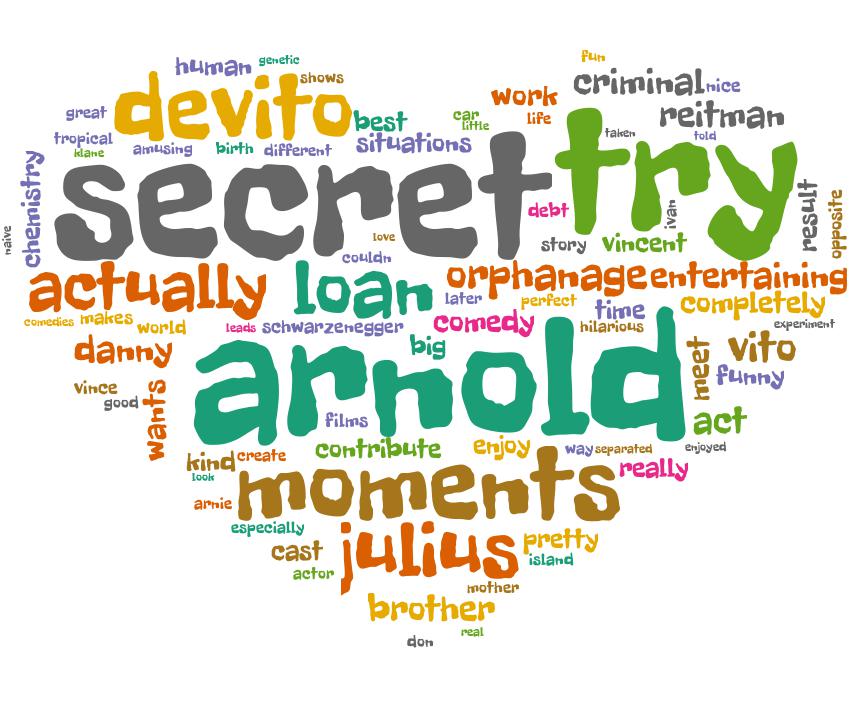 fun
human genetic
shows
criminal nice
devito
work
great
best
car
life
reitman
little
tropical
situations
taken
told
klane
amusing
birth
different
secret
try
chemistry
naive
debt
ivan
result
opposite
love
story
vincent
couldn
actually
loan
orphanage entertaining
later
perfect
time
completely
comedies makes
world
leads schwarzenegger
comedy
hilarious
experiment
danny
arnold
big
meet
vito
funny
vince
good
wants
films
act
contribute
enjoy
way separated
enjoyed
kind create
look
moments
really
arnie
especially
julius
pretty
cast
island
actor
mother
brother
real
don